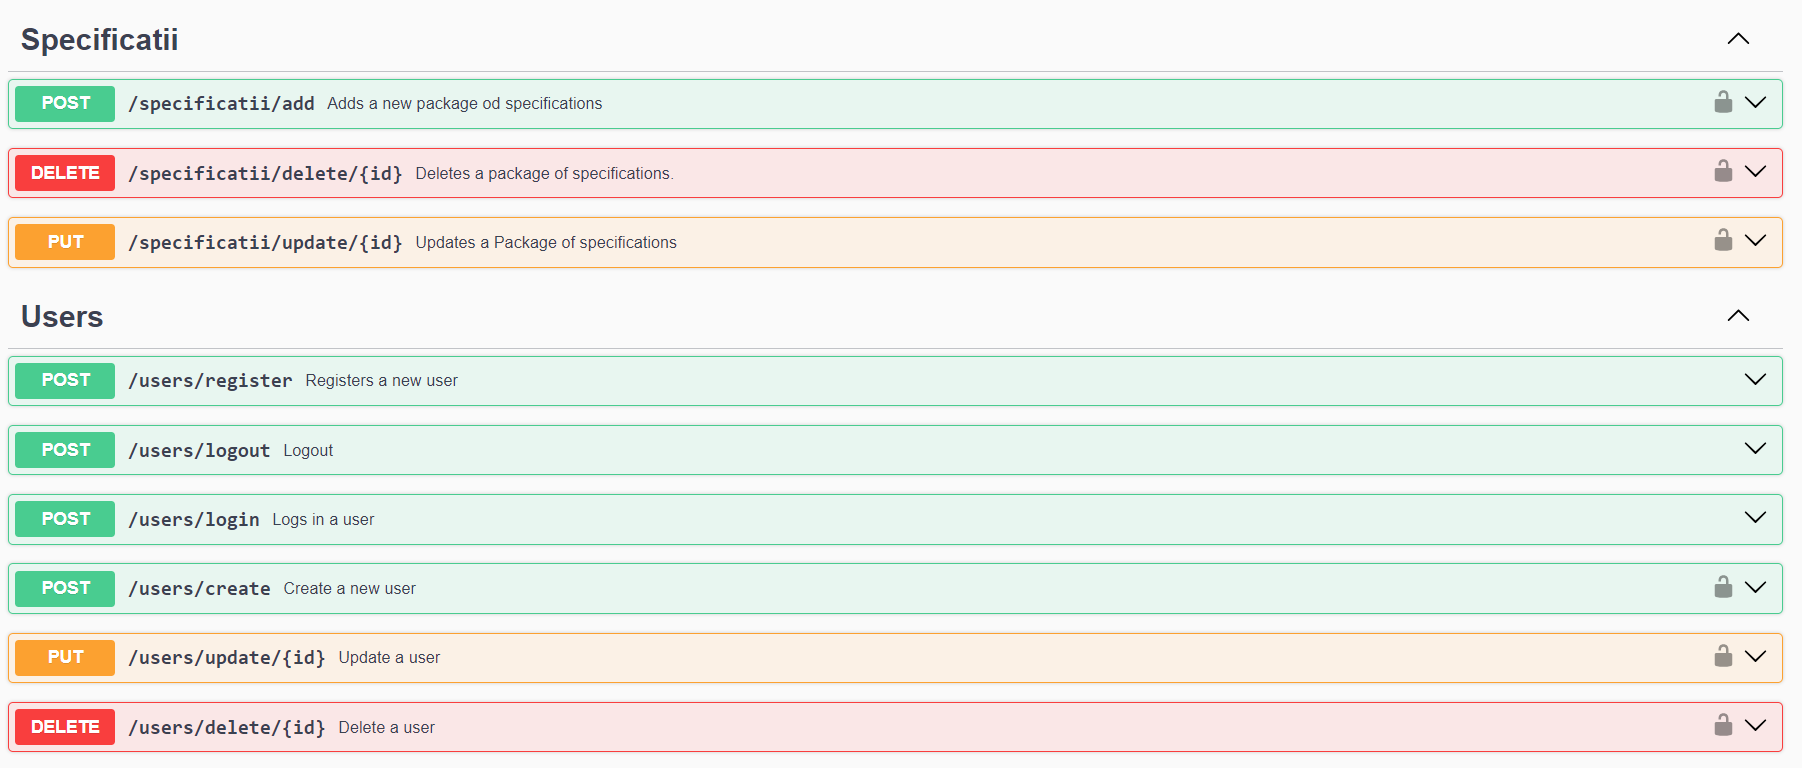 Specificatii
POST /specificatii/add Adds a new package od specifications
DELETE /specificatii/delete/{id} Deletes a package of specifications.
PUT /specificatii/update/{id} Updates a Package of specifications
Users
POST /users/register Registers a new user
POST /users/logout Logout
POST /users/login Logs in a user
POST /users/create Create a new user
PUT /users/update/{id} Update a user
DELETE /users/delete/{id} Delete a user